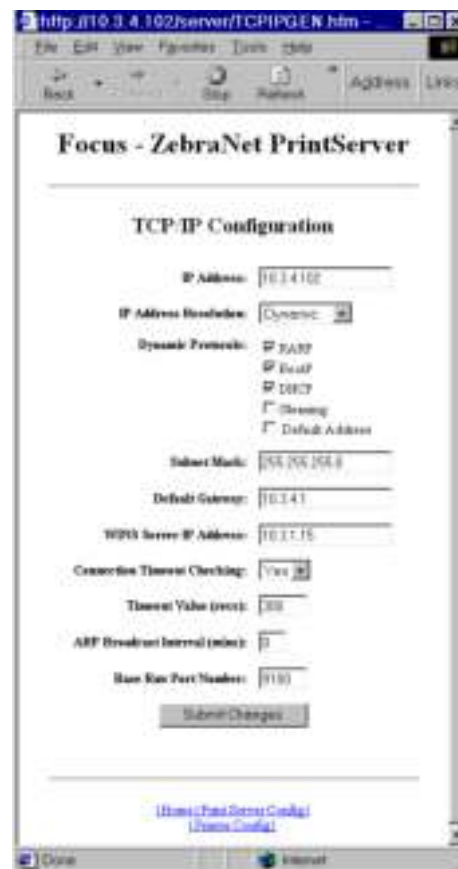 http://10.3.4.102/server/TCPIPGEN.htm -
File Edit View Favorites Tools Help
Back Stop Refresh Address Links
Focus - ZebraNet PrintServer
TCP/IP Configuration
IP Address: 10.3.4.102
IP Address Resolution: Dynamic
Dynamic Protocols: RARP
BootP
DHCP
Gleaning
Default Address
Subnet Mask: 255.255.255.0
Default Gateway: 10.3.4.1
WINS Server IP Address: 10.3.1.15
Connection Timeout Checking: Yes
Timeout Value (secs): 300
ARP Broadcast Interval (mins): 0
Base Raw Port Number: 9100
Submit Changes
[Home | Print Server Config]
[Printer Config]
Done Internet